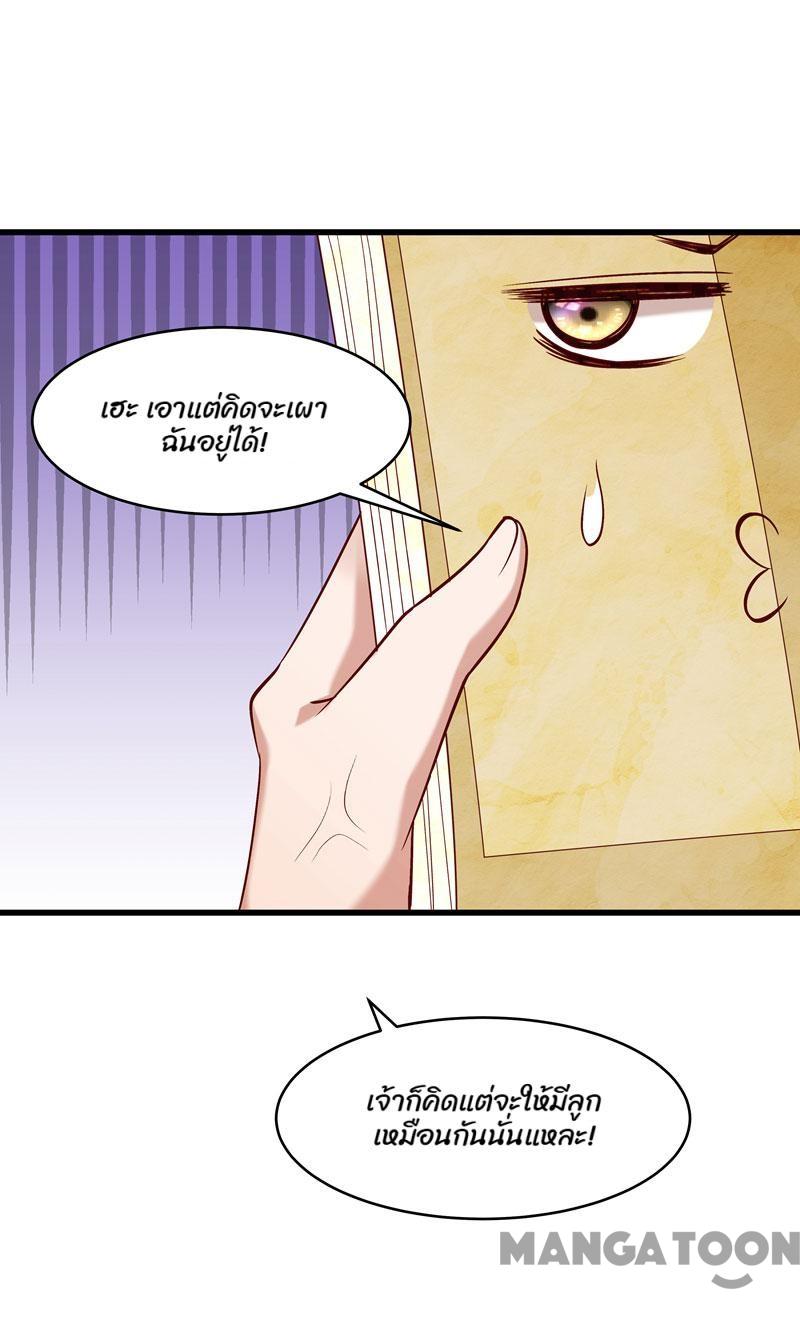 เฮะ เอาแต่คิดจะเผา
ฉันอยู่ได้!
เจ้าก็คิดแต่จะให้มีลูก
เหมือนกันนั่นแหละ!
MANGATOON